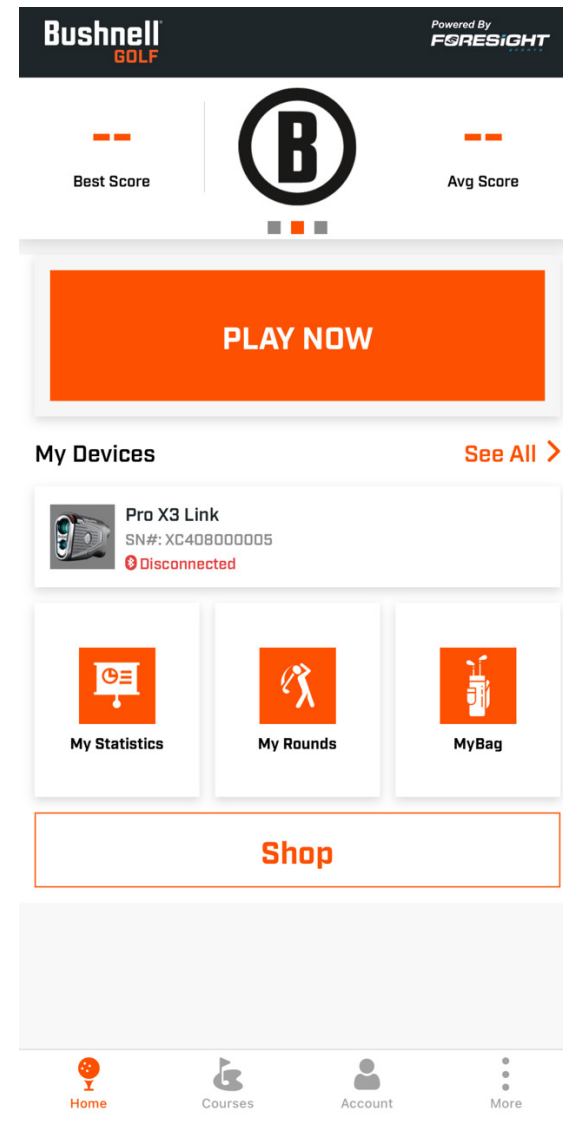 Bushnell
GOLF
Powered By
FORESiGHT
SPORTS
--
Best Score
B
--
Avg Score
PLAY NOW
My Devices
See All >
Pro X3 Link
SN#: XC408000005
Disconnected
My Statistics
My Rounds
MyBag
Shop
Home
Courses
Account
More